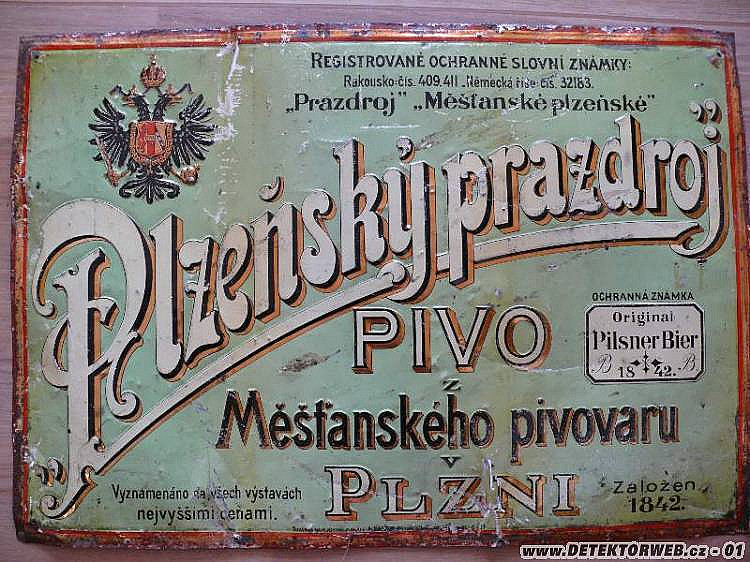 REGISTROVANÉ OCHRANNÉ SLOVNÍ ZNÁMKY:
Rakousko čís. 409.411 Německá říše čís. 32183.
„Prazdroj” „Měšťanské plzeňské”
„Plzeňský prazdroj”
PIVO
z
Měšťanského pivovaru
v
PLZNI
OCHRANNÁ ZNÁMKA
Original
Pilsner Bier
B 1842. B
Vyznamenáno na všech výstavách
nejvyššími cenami.
Založen
1842.
www.DETEKTORWEB.cz - 01